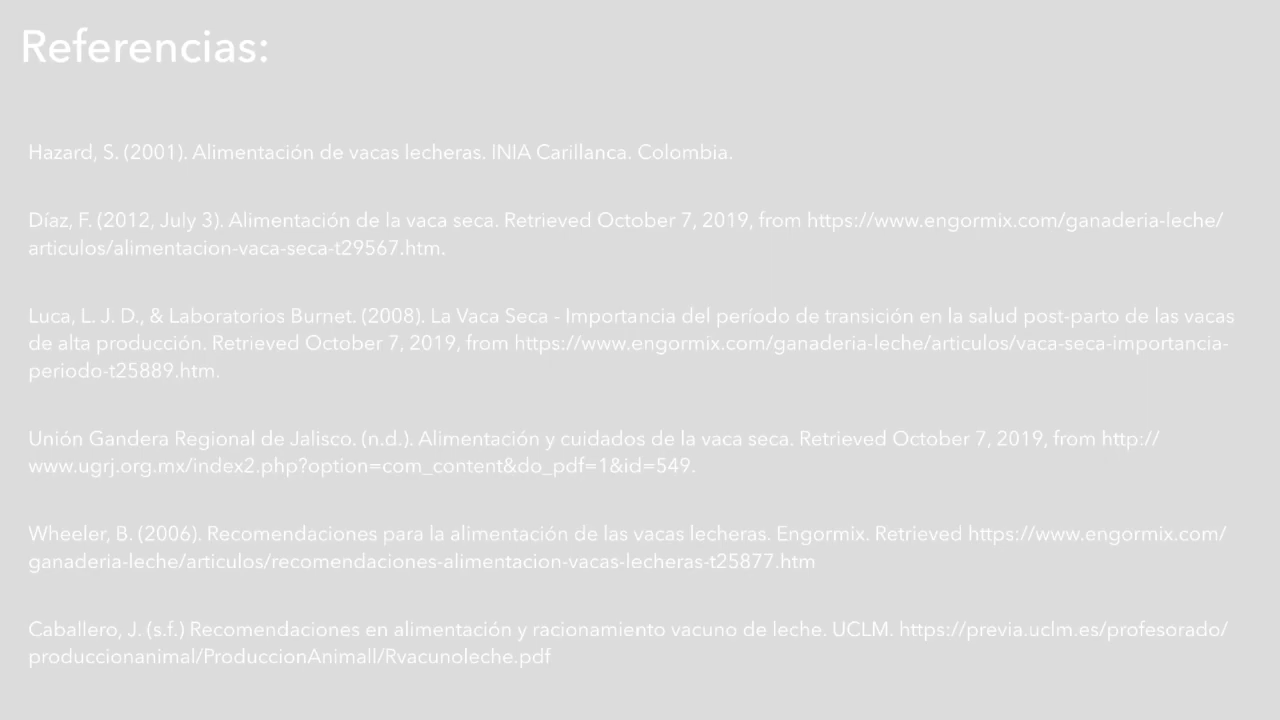 Referencias:
Hazard, S. (2001). Alimentación de vacas lecheras. INIA Carillanca. Colombia.
Díaz, F. (2012, July 3). Alimentación de la vaca seca. Retrieved October 7, 2019, from https://www.engormix.com/ganaderia-leche/
articulos/alimentacion-vaca-seca-t29567.htm.
Luca, L. J. D., & Laboratorios Burnet. (2008). La Vaca Seca - Importancia del período de transición en la salud post-parto de las vacas
de alta producción. Retrieved October 7, 2019, from https://www.engormix.com/ganaderia-leche/articulos/vaca-seca-importancia-
periodo-t25889.htm.
Unión Gandera Regional de Jalisco. (n.d.). Alimentación y cuidados de la vaca seca. Retrieved October 7, 2019, from http://
www.ugrj.org.mx/index2.php?option=com_content&do_pdf=1&id=549.
Wheeler, B. (2006). Recomendaciones para la alimentación de las vacas lecheras. Engormix. Retrieved https://www.engormix.com/
ganaderia-leche/articulos/recomendaciones-alimentacion-vacas-lecheras-t25877.htm
Caballero, J. (s.f.) Recomendaciones en alimentación y racionamiento vacuno de leche. UCLM. https://previa.uclm.es/profesorado/
produccionanimal/ProduccionAnimall/Rvacunoleche.pdf